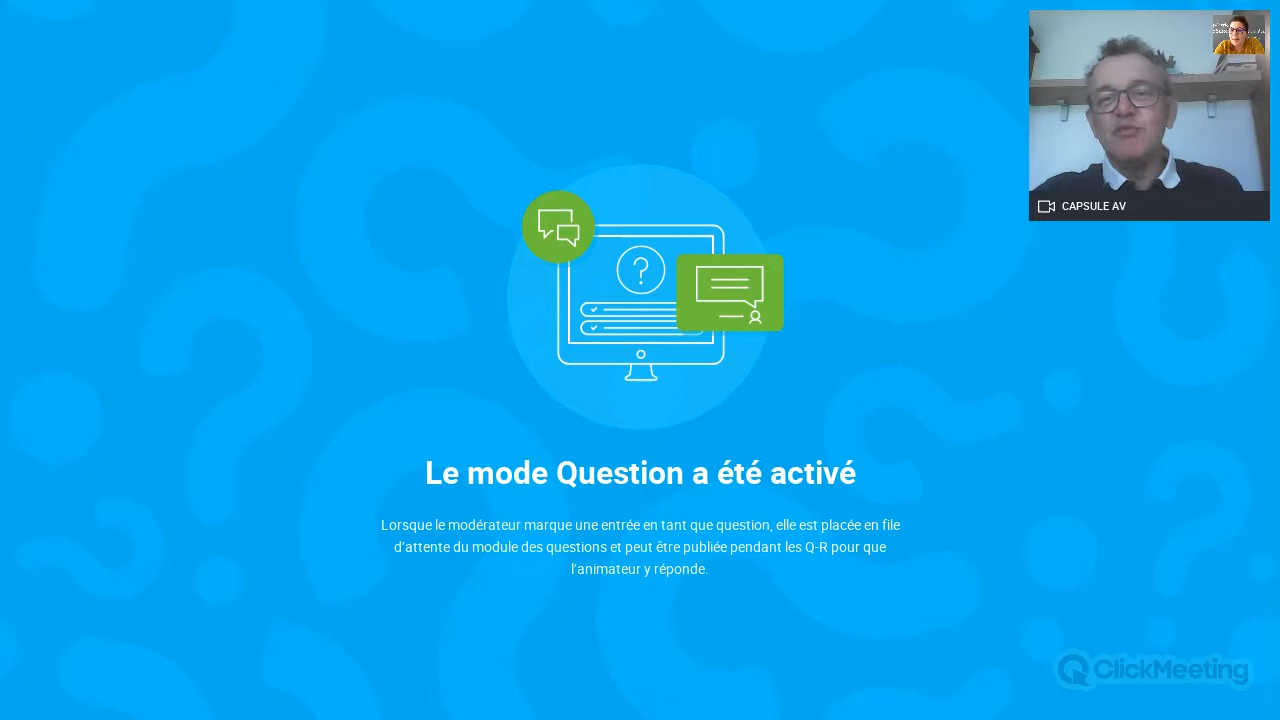 CAPSULE AV
?
Le mode Question a été activé
Lorsque le modérateur marque une entrée en tant que question, elle est placée en file
d'attente du module des questions et peut être publiée pendant les Q-R pour que
l'animateur y réponde.
ClickMeeting